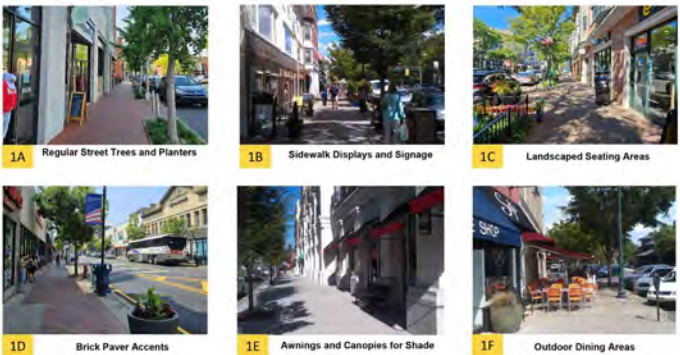 1A
Regular Street Trees and Planters
1B
Sidewalk Displays and Signage
1C
Landscaped Seating Areas
SHOP
1D
Brick Paver Accents
1E
Awnings and Canopies for Shade
1F
Outdoor Dining Areas